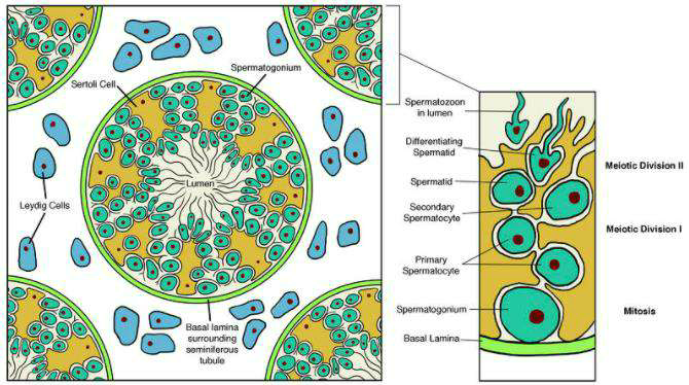 Sertoli Cell
Spermatogonium
Lumen
Leydig Cells
Basal lamina
surrounding
seminiferous
tubule
Spermatozoon
in lumen
Differentiating
Spermatid
Spermatid
Secondary
Spermatocyte
Primary
Spermatocyte
Spermatogonium
Basal Lamina
Meiotic Division II
Meiotic Division I
Mitosis